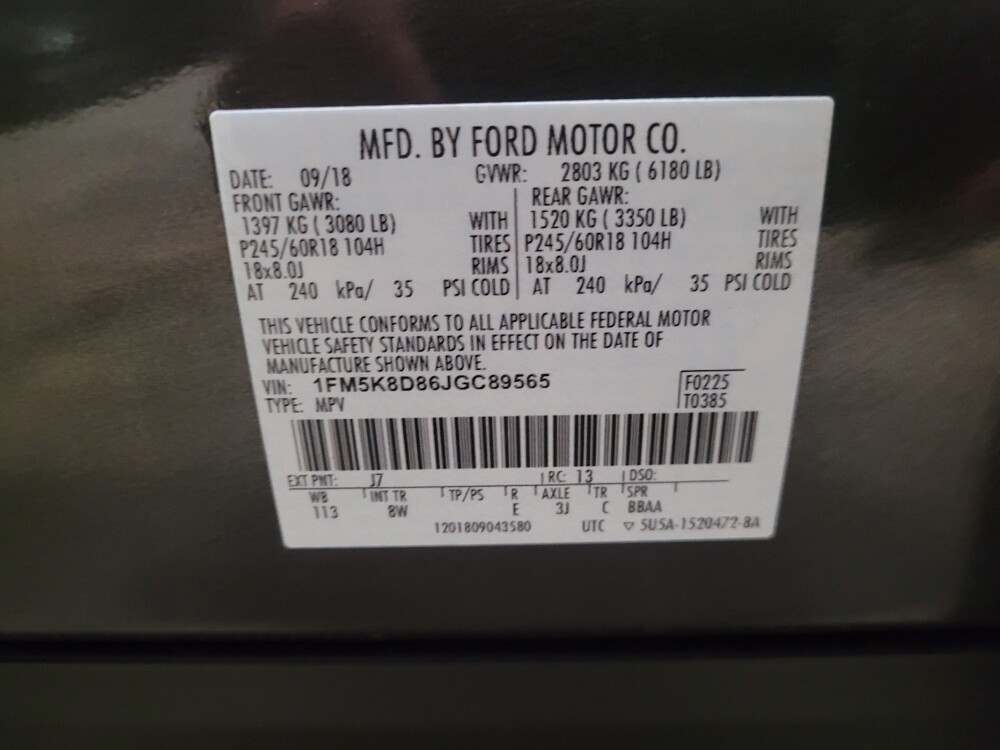 MFD. BY FORD MOTOR CO.
DATE: 09/18 GVWR: 2803 KG ( 6180 LB)
FRONT GAWR: REAR GAWR:
1397 KG ( 3080 LB) WITH 1520 KG ( 3350 LB) WITH
P245/60R18 104H TIRES P245/60R18 104H TIRES
18x8.0J RIMS 18x8.0J RIMS
AT 240 kPa/ 35 PSI COLD AT 240 kPa/ 35 PSI COLD
THIS VEHICLE CONFORMS TO ALL APPLICABLE FEDERAL MOTOR
VEHICLE SAFETY STANDARDS IN EFFECT ON THE DATE OF
MANUFACTURE SHOWN ABOVE.
VIN: 1FM5K8D86JGC89565 F0225
TYPE: MPV T0385
EXT PNT: J7 RC: 13 DSO:
WB INT TR TP/PS R AXLE TR SPR
113 8W E 3J C BBAA
1201809043580 UTC ▽ 5U5A-1520472-8A